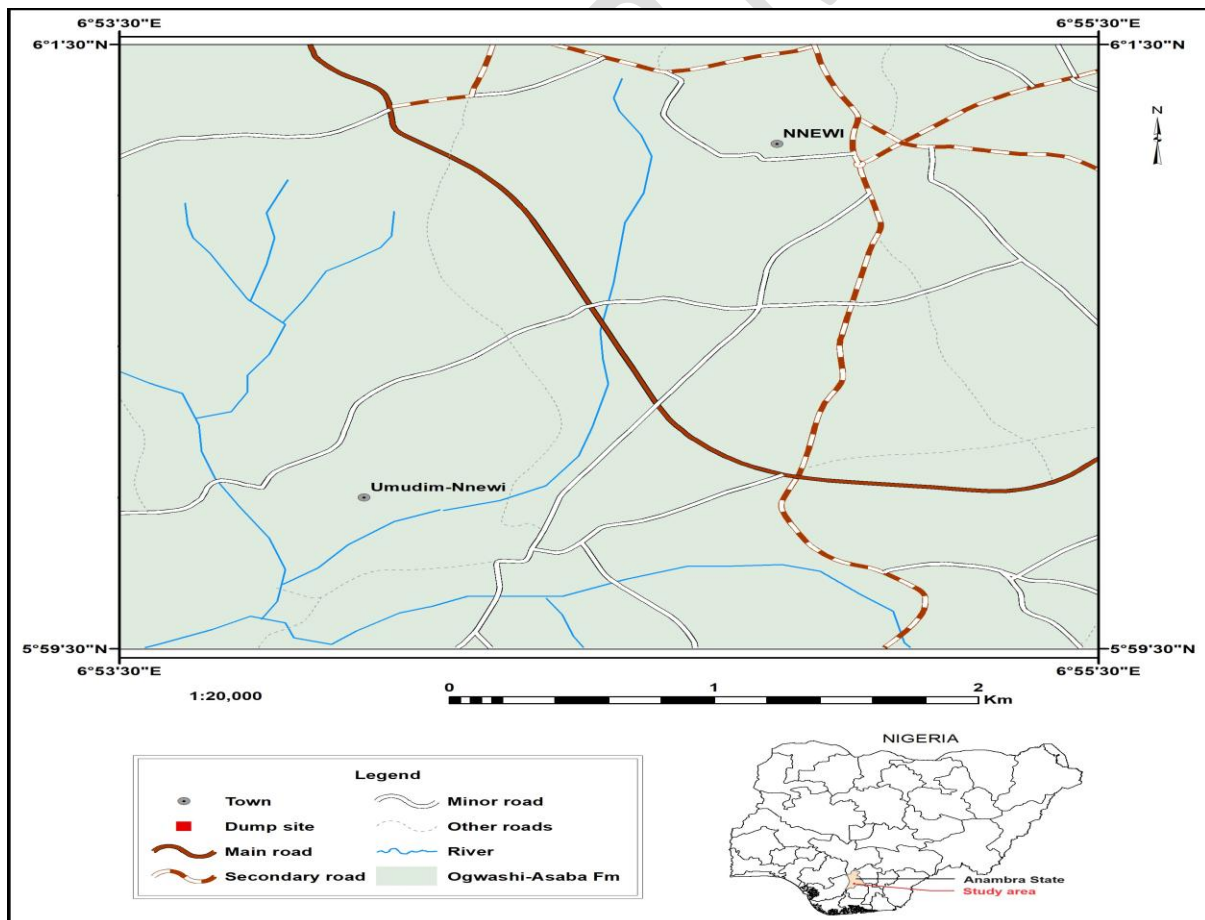 6°53'30"E
6°55'30"E
6°1'30"N
6°1'30"N
N
NNEWI
Umudim-Nnewi
5°59'30"N
5°59'30"N
6°53'30"E
6°55'30"E
1:20,000
0
1
2
Km
NIGERIA
Legend
Town
Minor road
Dump site
Other roads
Main road
River
Secondary road
Ogwashi-Asaba Fm
Anambra State
Study area